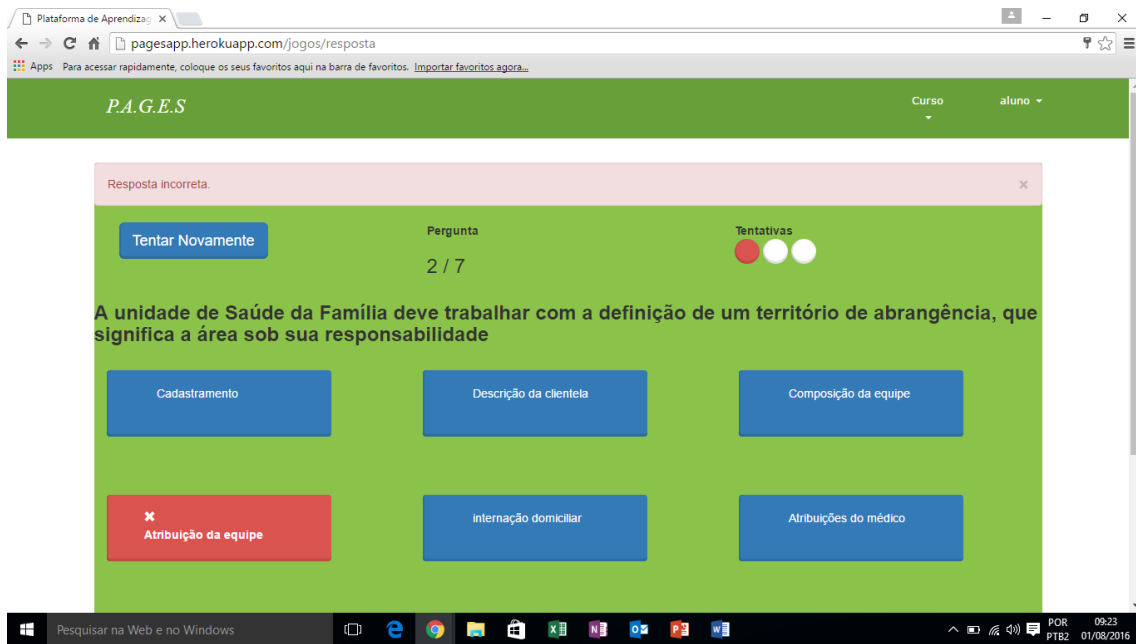 Plataforma de Aprendizag
pagesapp.herokuapp.com/jogos/resposta
Apps Para acessar rapidamente, coloque os seus favoritos aqui na barra de favoritos. Importar favoritos agora...
P.A.G.E.S
Curso
aluno
Resposta incorreta.
×
Tentar Novamente
Pergunta
Tentativas
2 / 7
A unidade de Saúde da Família deve trabalhar com a definição de um território de abrangência, que
significa a área sob sua responsabilidade
Cadastramento
Descrição da clientela
Composição da equipe
Atribuição da equipe
internação domiciliar
Atribuições do médico
Pesquisar na Web e no Windows
POR
PTB2
09:23
01/08/2016